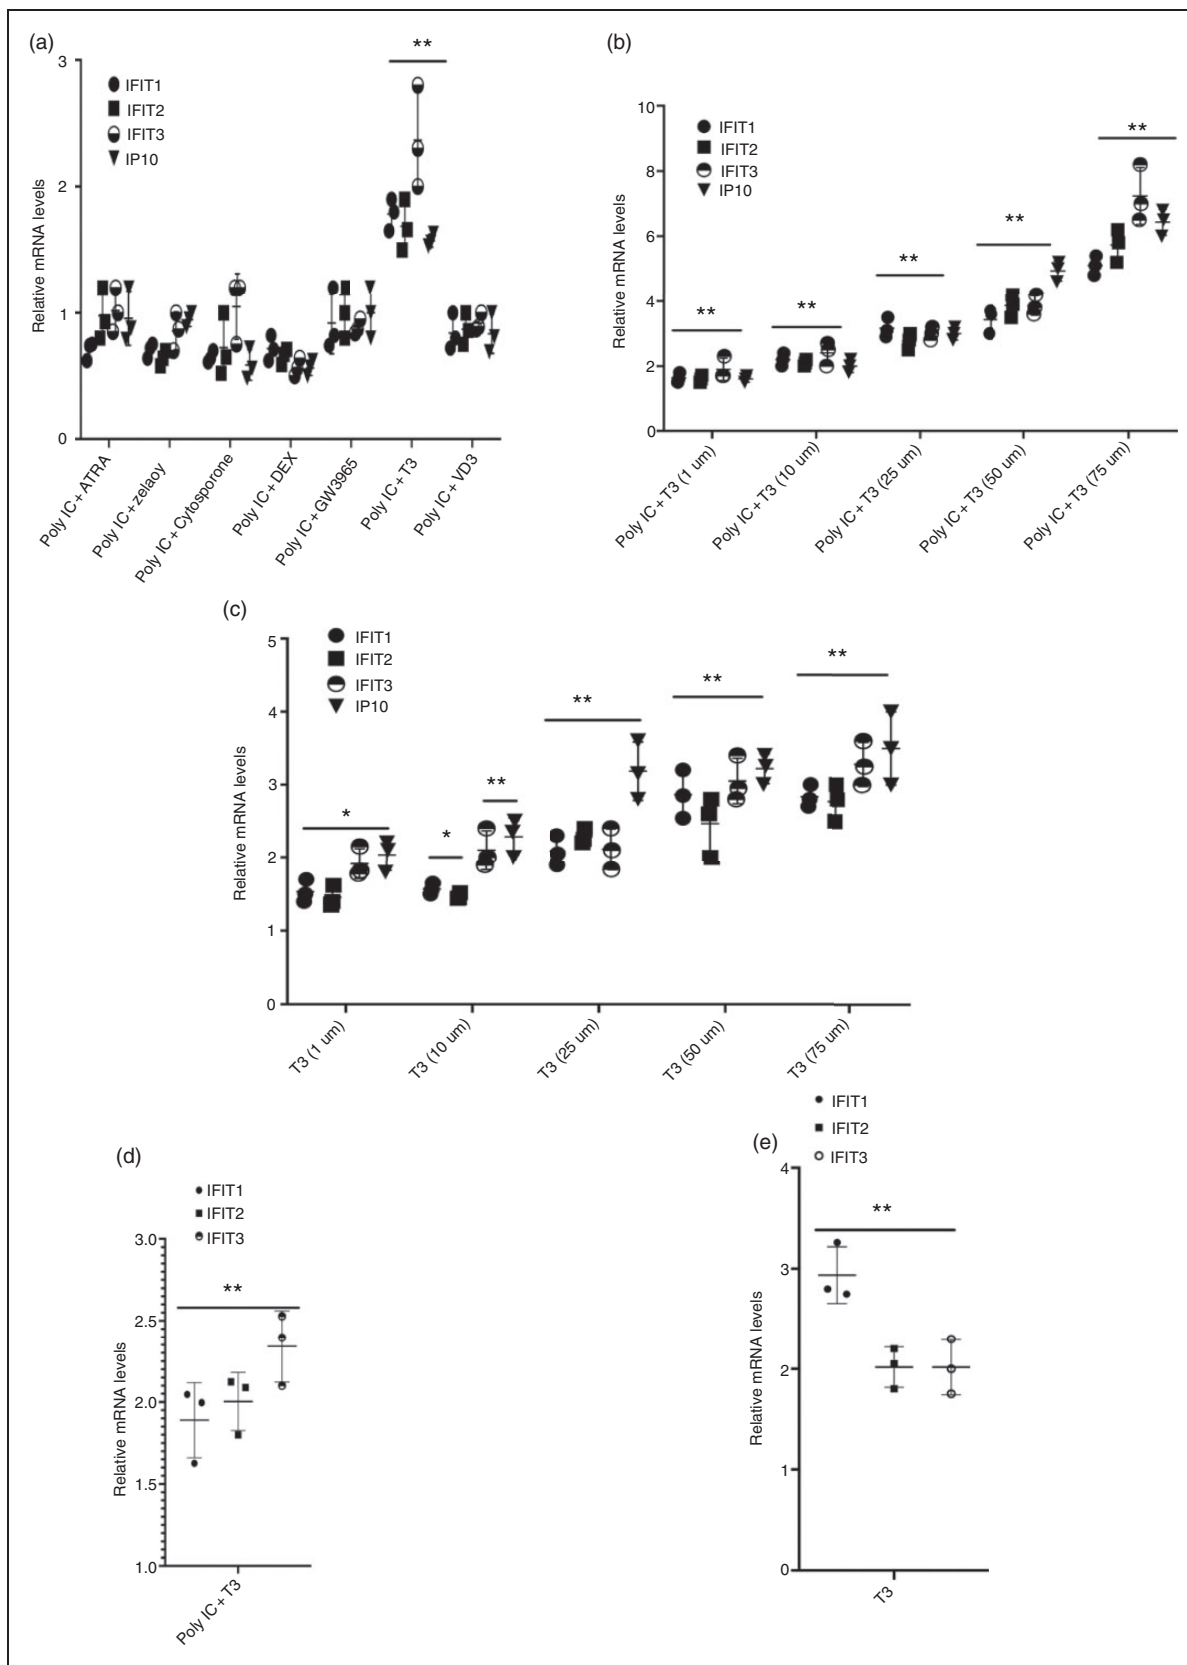 (a)
3
2
1
0
Relative mRNA levels
IFIT1
IFIT2
IFIT3
IP10
**
Poly IC + ATRA
Poly IC + zelaoy
Poly IC + Cytosporone
Poly IC + DEX
Poly IC + GW3965
Poly IC + T3
Poly IC + VD3
(b)
10
8
6
4
2
0
Relative mRNA levels
IFIT1
IFIT2
IFIT3
IP10
**
**
**
**
**
Poly IC + T3 (1 um)
Poly IC + T3 (10 um)
Poly IC + T3 (25 um)
Poly IC + T3 (50 um)
Poly IC + T3 (75 um)
(c)
5
4
3
2
1
0
Relative mRNA levels
IFIT1
IFIT2
IFIT3
IP10
*
*
**
**
**
**
T3 (1 um)
T3 (10 um)
T3 (25 um)
T3 (50 um)
T3 (75 um)
(d)
IFIT1
IFIT2
IFIT3
3.0
2.5
2.0
1.5
1.0
Relative mRNA levels
**
Poly IC + T3
(e)
IFIT1
IFIT2
IFIT3
4
3
2
1
0
Relative mRNA levels
**
T3